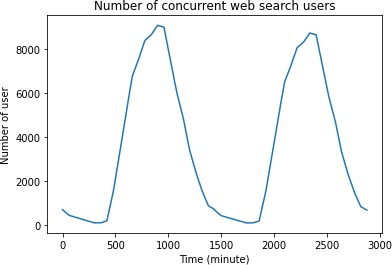 Number of concurrent web search users
Number of user
8000
6000
4000
2000
0
0 500 1000 1500 2000 2500 3000
Time (minute)